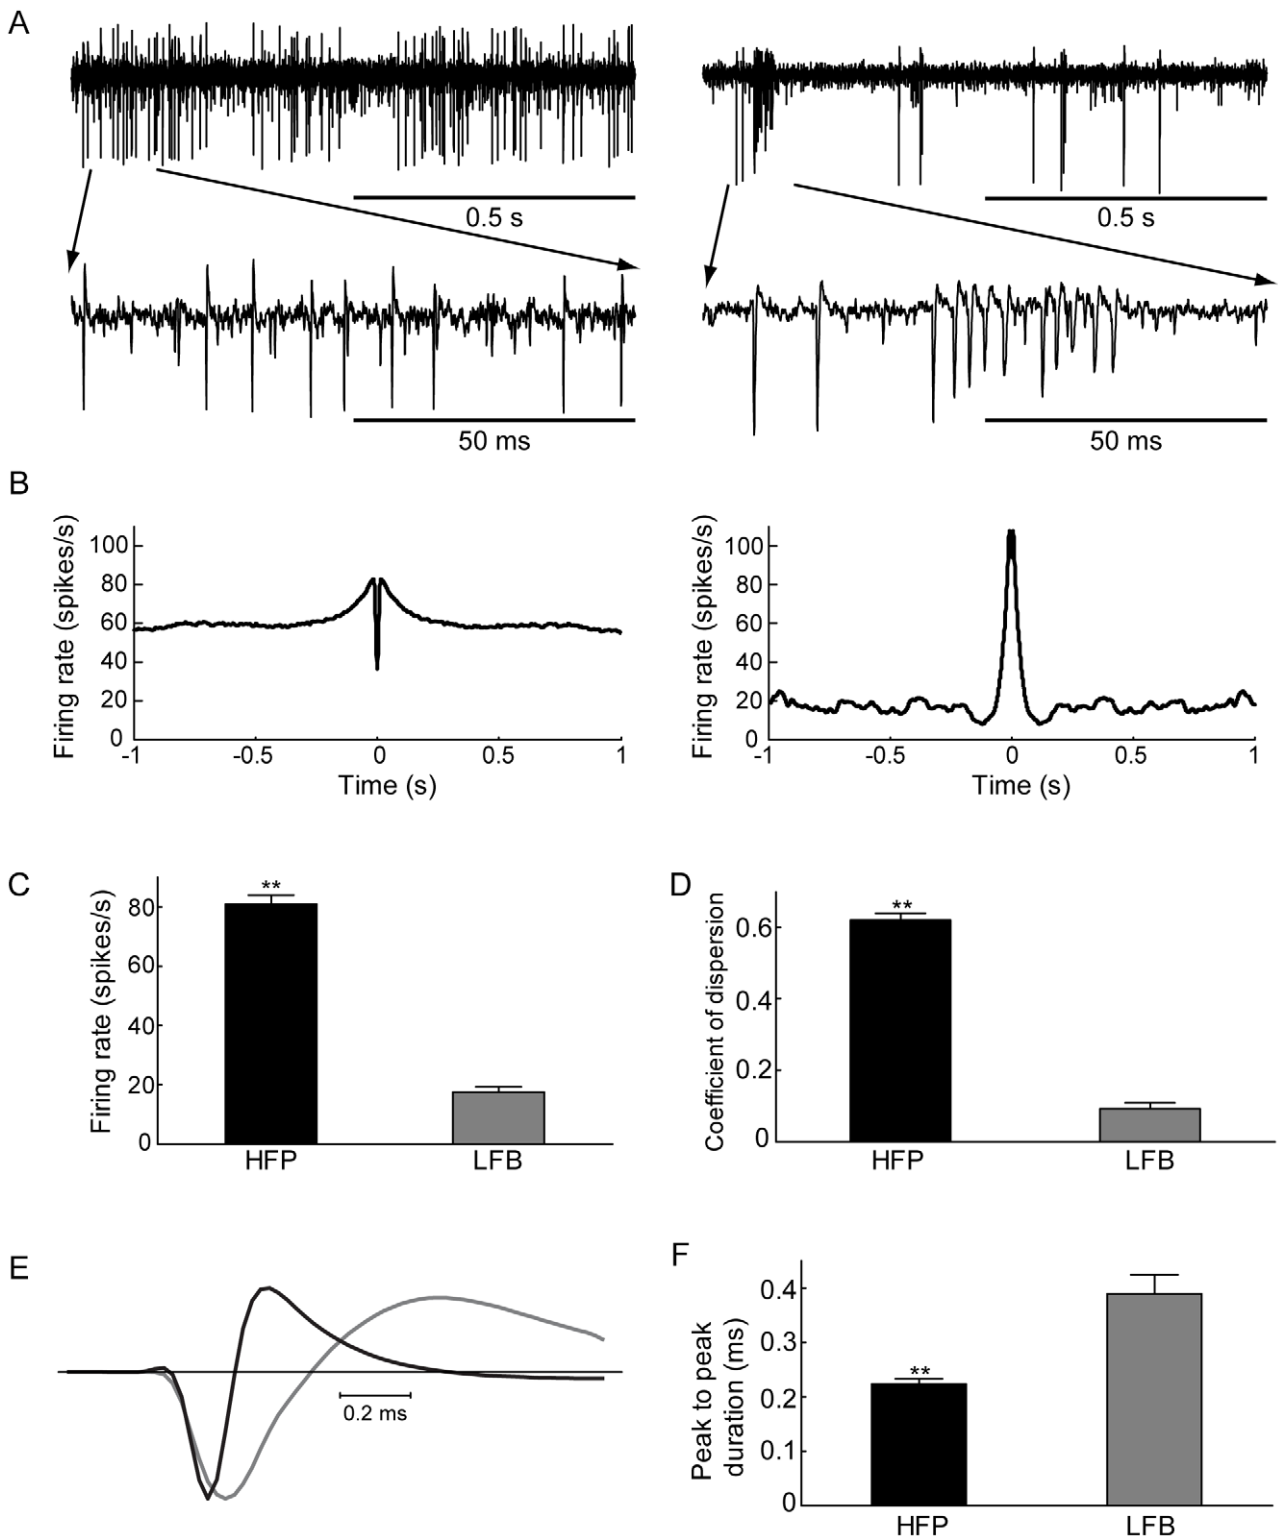 A
0.5 s
0.5 s
50 ms
50 ms
B
Firing rate (spikes/s)
100
80
60
40
20
0
-1
-0.5
0
0.5
1
Time (s)
Firing rate (spikes/s)
100
80
60
40
20
0
-1
-0.5
0
0.5
1
Time (s)
C
Firing rate (spikes/s)
80
60
40
20
0
**
HFP
LFB
D
Coefficient of dispersion
0.6
0.4
0.2
0
**
HFP
LFB
E
0.2 ms
F
Peak to peak
duration (ms)
0.4
0.3
0.2
0.1
0
**
HFP
LFB